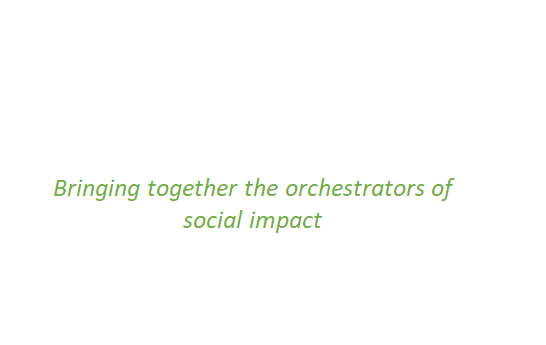 Bringing together the orchestrators of
social impact